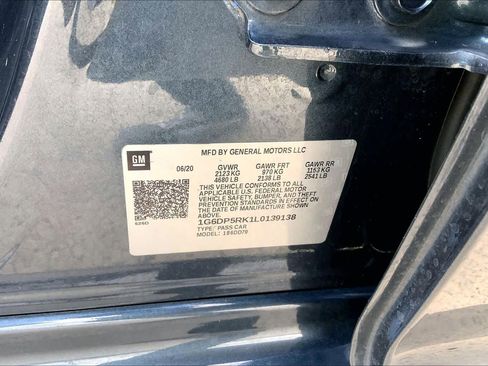 GM
MFD BY GENERAL MOTORS LLC
06/20 GVWR GAWR FRT GAWR RR
2123 KG 970 KG 1153 KG
4680 LB 2138 LB 2541 LB
THIS VEHICLE CONFORMS TO ALL
APPLICABLE U.S. FEDERAL MOTOR
VEHICLE SAFETY, BUMPER, AND THEFT
PREVENTION STANDARDS IN EFFECT ON
THE DATE OF MANUFACTURE SHOWN
ABOVE.
1G6DP5RK1L0139138
TYPE: PASS CAR